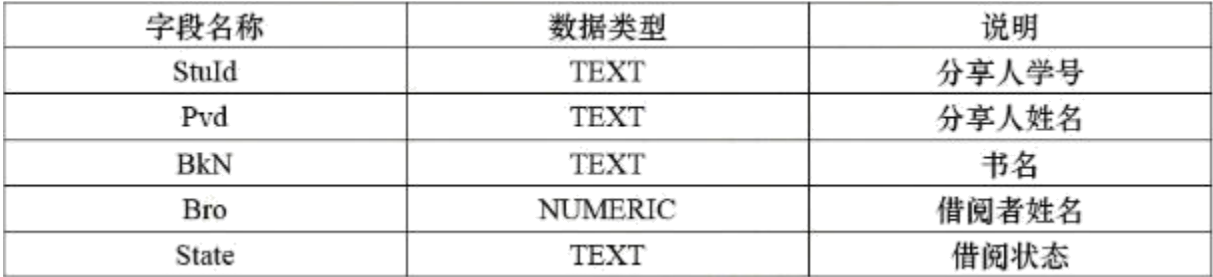 字段名称 数据类型 说明
StuId TEXT 分享人学号
Pvd TEXT 分享人姓名
BkN TEXT 书名
Bro NUMERIC 借阅者姓名
State TEXT 借阅状态